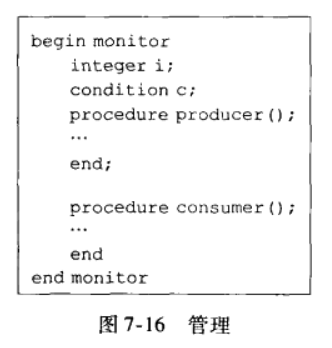 begin monitor
integer i;
condition c;
procedure producer();
…
end;
procedure consumer();
…
end
end monitor
图 7-16 管理